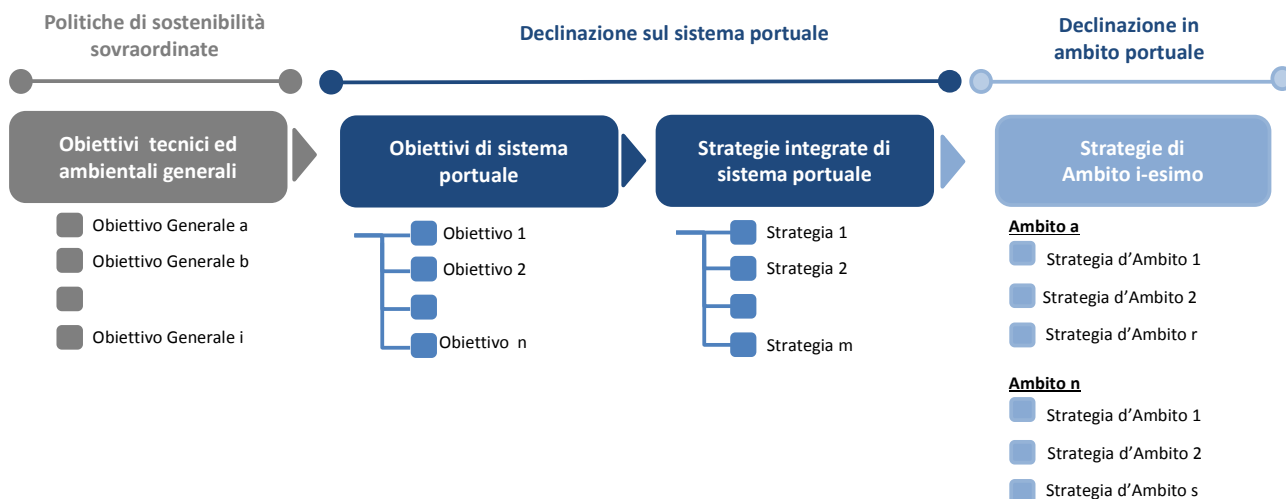 Politiche di sostenibilità
sovraordinate
Declinazione sul sistema portuale
Declinazione in
ambito portuale
Obiettivi tecnici ed
ambientali generali
Obiettivi di sistema
portuale
Strategie integrate di
sistema portuale
Strategie di
Ambito i-esimo
Obiettivo Generale a
Obiettivo Generale b
Obiettivo Generale i
Obiettivo 1
Obiettivo 2
Obiettivo n
Strategia 1
Strategia 2
Strategia m
Ambito a
Strategia d'Ambito 1
Strategia d'Ambito 2
Strategia d'Ambito r
Ambito n
Strategia d'Ambito 1
Strategia d'Ambito 2
Strategia d'Ambito s